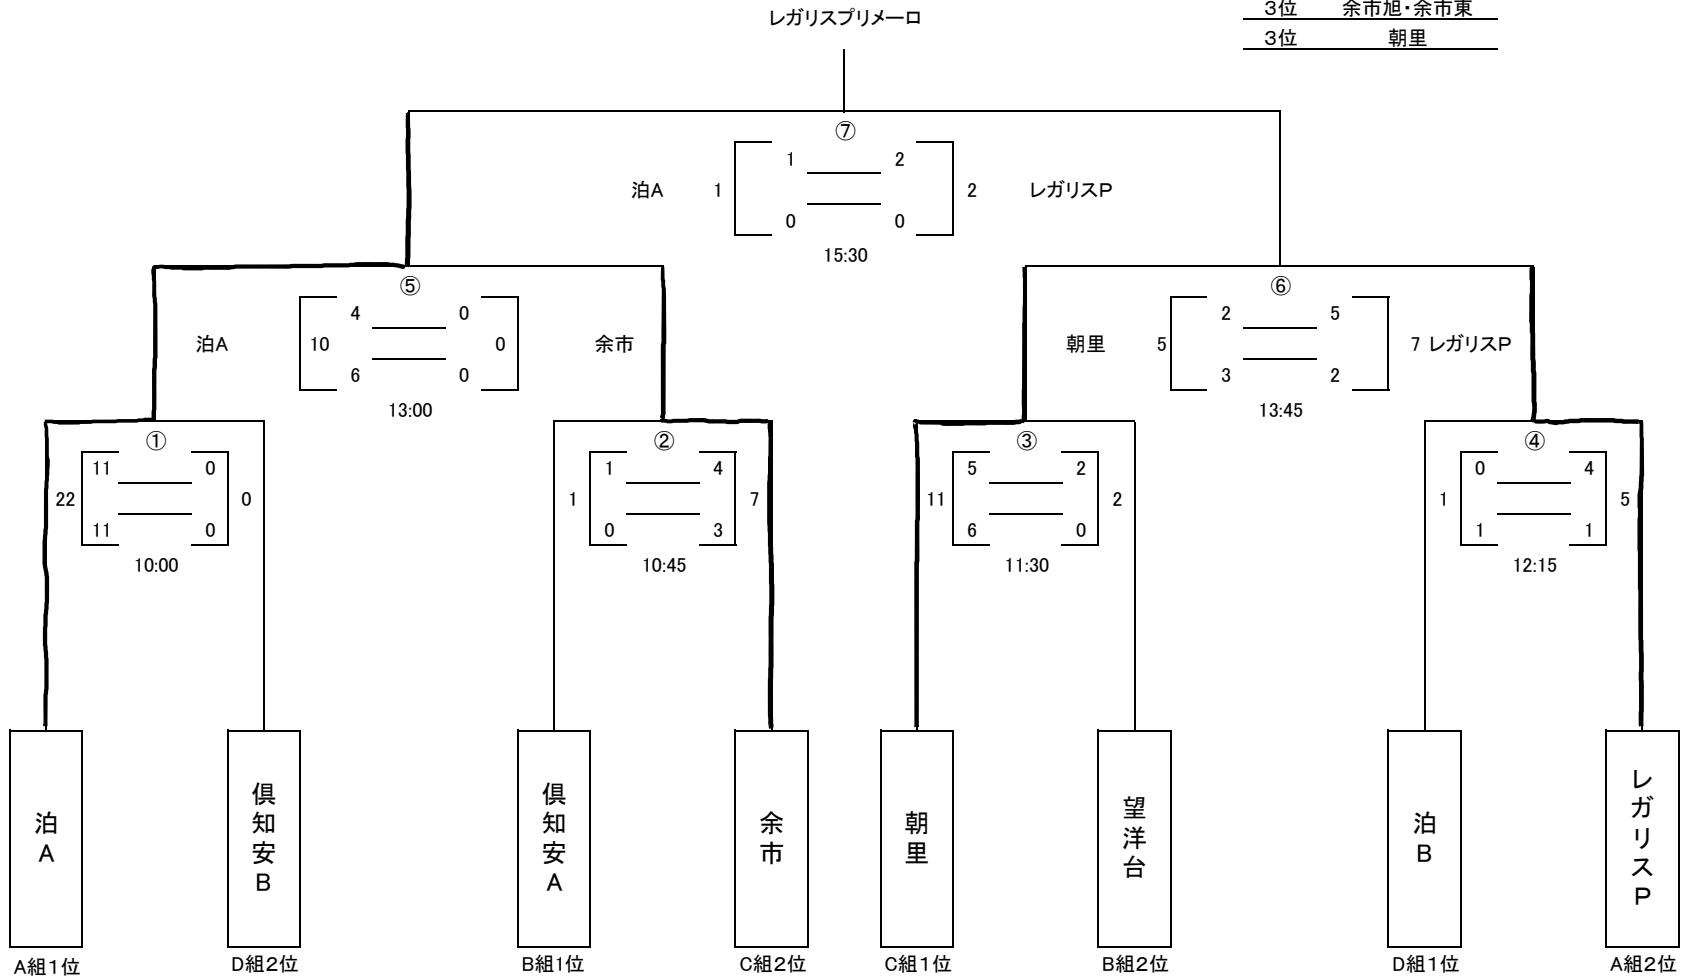 3位 余市旭・余市東
レガリスプリメーロ
3位 朝里
⑦
1 2
泊A 1 2 レガリスP
0 0
15:30
⑤ ⑥
4 0 2 5
泊A 10 0 余市 朝里 5 7 レガリスP
6 0 3 2
13:00 13:45
① ② ③ ④
11 0 1 4 5 2 0 4
22 0 1 7 11 2 1 5
11 0 0 3 6 0 1 1
10:00 10:45 11:30 12:15
泊A
倶知安B
倶知安A
余市
朝里
望洋台
泊B
レガリスP
A組1位 D組2位 B組1位 C組2位 C組1位 B組2位 D組1位 A組2位